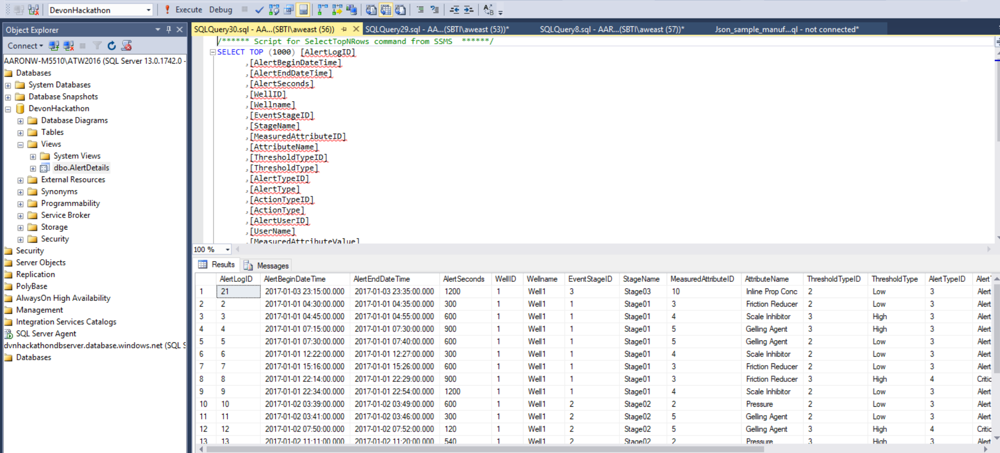 DevonHackathon
Execute Debug
Object Explorer
Connect
AARONW-M5510\ATW2016 (SQL Server 13.0.1742.0 -
Databases
System Databases
Database Snapshots
DevonHackathon
Database Diagrams
Tables
Views
System Views
dbo.AlertDetails
External Resources
Synonyms
Programmability
Service Broker
Storage
Security
Security
Server Objects
Replication
PolyBase
AlwaysOn High Availability
Management
Integration Services Catalogs
SQL Server Agent
dvnhackathondbserver.database.windows.net (SQL S
Databases
SQLQuery30.sql - AA...(SBTI\aweast (56)) SQLQuery29.sql - AA...(SBTI\aweast (53))* SQLQuery8.sql - AAR...(SBTI\aweast (57))* Json_sample_manuf...ql - not connected*
/****** Script for SelectTopNRows command from SSMS ******/
SELECT TOP (1000) [AlertLogID]
,[AlertBeginDateTime]
,[AlertEndDateTime]
,[AlertSeconds]
,[WellID]
,[Wellname]
,[EventStageID]
,[StageName]
,[MeasuredAttributeID]
,[AttributeName]
,[ThresholdTypeID]
,[ThresholdType]
,[AlertTypeID]
,[AlertType]
,[ActionTypeID]
,[ActionType]
,[AlertUserID]
,[UserName]
,[MeasuredAttributeValue]
100 %
Results Messages
AlertLogID AlertBeginDateTime AlertEndDateTime AlertSeconds WellID Wellname EventStageID StageName MeasuredAttributeID AttributeName ThresholdTypeID ThresholdType AlertTypeID Alert
1 21 2017-01-03 23:15:00.000 2017-01-03 23:35:00.000 1200 1 Well1 3 Stage03 10 Inline Prop Conc 2 Low 3 Alert
2 2 2017-01-01 04:30:00.000 2017-01-01 04:35:00.000 300 1 Well1 1 Stage01 3 Friction Reducer 2 Low 3 Alert
3 3 2017-01-01 04:45:00.000 2017-01-01 04:55:00.000 600 1 Well1 1 Stage01 4 Scale Inhibitor 3 High 3 Alert
4 4 2017-01-01 07:15:00.000 2017-01-01 07:30:00.000 900 1 Well1 1 Stage01 5 Gelling Agent 3 High 3 Alert
5 5 2017-01-01 07:30:00.000 2017-01-01 07:40:00.000 600 1 Well1 1 Stage01 5 Gelling Agent 2 Low 3 Alert
6 6 2017-01-01 12:22:00.000 2017-01-01 12:27:00.000 300 1 Well1 1 Stage01 4 Scale Inhibitor 2 Low 3 Alert
7 7 2017-01-01 15:16:00.000 2017-01-01 15:26:00.000 600 1 Well1 1 Stage01 3 Friction Reducer 2 Low 3 Alert
8 8 2017-01-01 22:14:00.000 2017-01-01 22:29:00.000 900 1 Well1 1 Stage01 3 Friction Reducer 3 High 4 Critic
9 9 2017-01-01 22:34:00.000 2017-01-01 22:54:00.000 1200 1 Well1 1 Stage01 4 Scale Inhibitor 2 Low 3 Alert
10 10 2017-01-02 03:39:00.000 2017-01-02 03:49:00.000 600 1 Well1 2 Stage02 2 Pressure 2 Low 3 Alert
11 11 2017-01-02 03:41:00.000 2017-01-02 03:46:00.000 300 1 Well1 2 Stage02 5 Gelling Agent 2 Low 3 Alert
12 12 2017-01-02 07:50:00.000 2017-01-02 07:52:00.000 120 1 Well1 2 Stage02 5 Gelling Agent 3 High 4 Critic
13 13 2017-01-02 11:11:00.000 2017-01-02 11:20:00.000 540 1 Well1 2 Stage02 2 Pressure 3 High 3 Alert